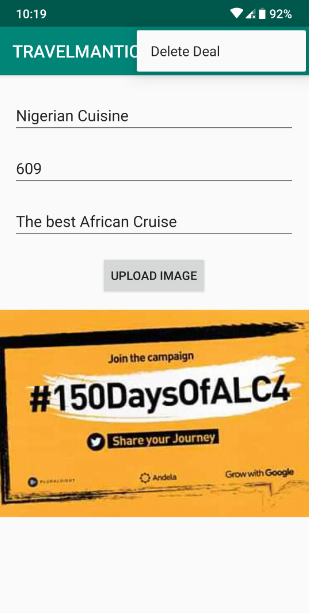 10:19
92%
TRAVELMANTIC
Delete Deal
Nigerian Cuisine
609
The best African Cruise
UPLOAD IMAGE
Join the campaign
#150DaysOfALC4
Share your Journey
PLURALSIGHT
Andela
Grow with Google